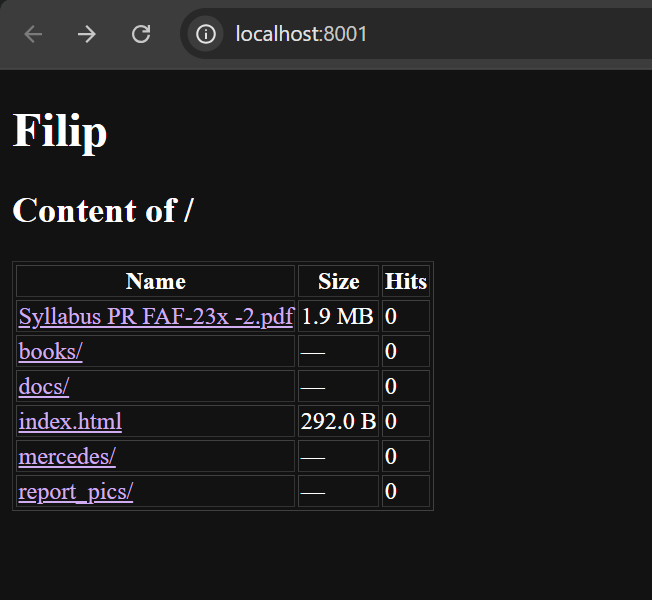 localhost:8001
Filip
Content of /
Name Size Hits
Syllabus PR FAF-23x -2.pdf 1.9 MB 0
books/ — 0
docs/ — 0
index.html 292.0 B 0
mercedes/ — 0
report_pics/ — 0